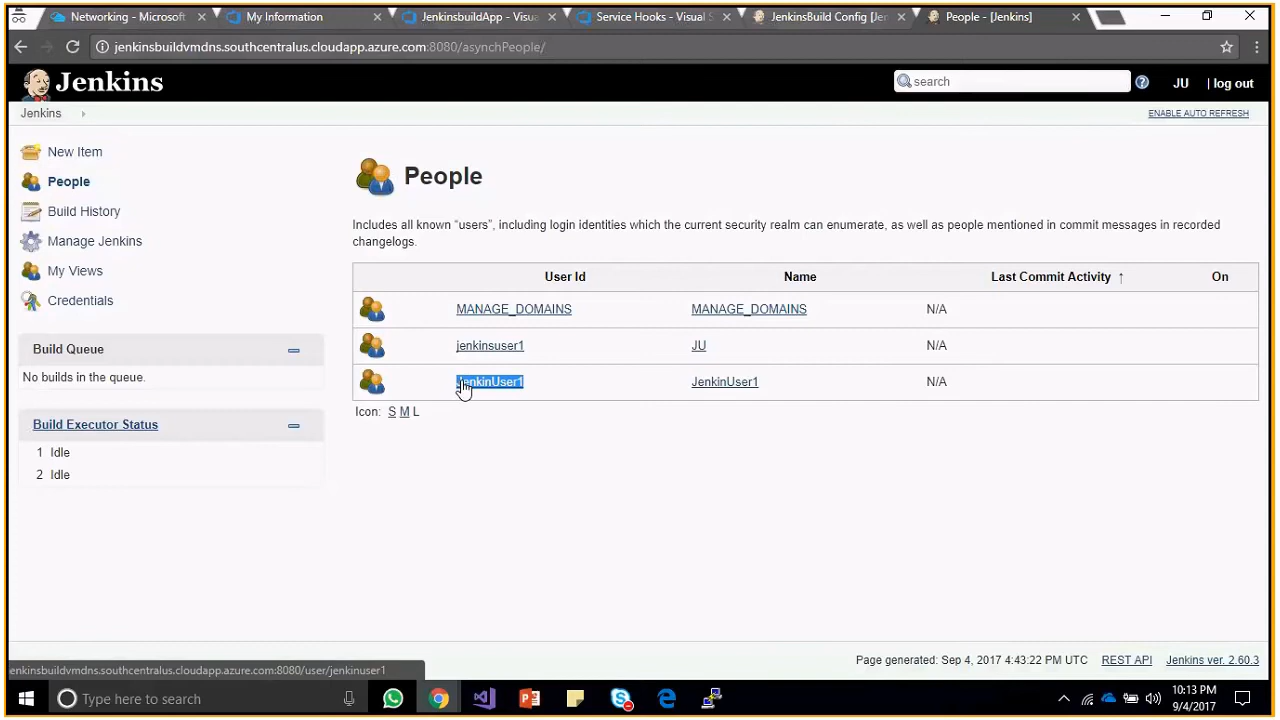 Networking - Microsoft
My Information
JenkinsbuildApp - Visua
Service Hooks - Visual S
JenkinsBuild Config [Jen
People - [Jenkins]
jenkinsbuildvmdns.southcentralus.cloudapp.azure.com:8080/asynchPeople/
Jenkins
search
JU
| log out
Jenkins
ENABLE AUTO REFRESH
New Item
People
Build History
Manage Jenkins
My Views
Credentials
Build Queue
No builds in the queue.
Build Executor Status
1 Idle
2 Idle
People
Includes all known “users”, including login identities which the current security realm can enumerate, as well as people mentioned in commit messages in recorded
changelogs.
User Id Name Last Commit Activity ↑ On
MANAGE_DOMAINS MANAGE_DOMAINS N/A
jenkinsuser1 JU N/A
JenkinUser1 JenkinUser1 N/A
Icon: S M L
Page generated: Sep 4, 2017 4:43:22 PM UTC REST API Jenkins ver. 2.60.3
jenkinsbuildvmdns.southcentralus.cloudapp.azure.com:8080/user/jenkinuser1
Type here to search
10:13 PM
9/4/2017